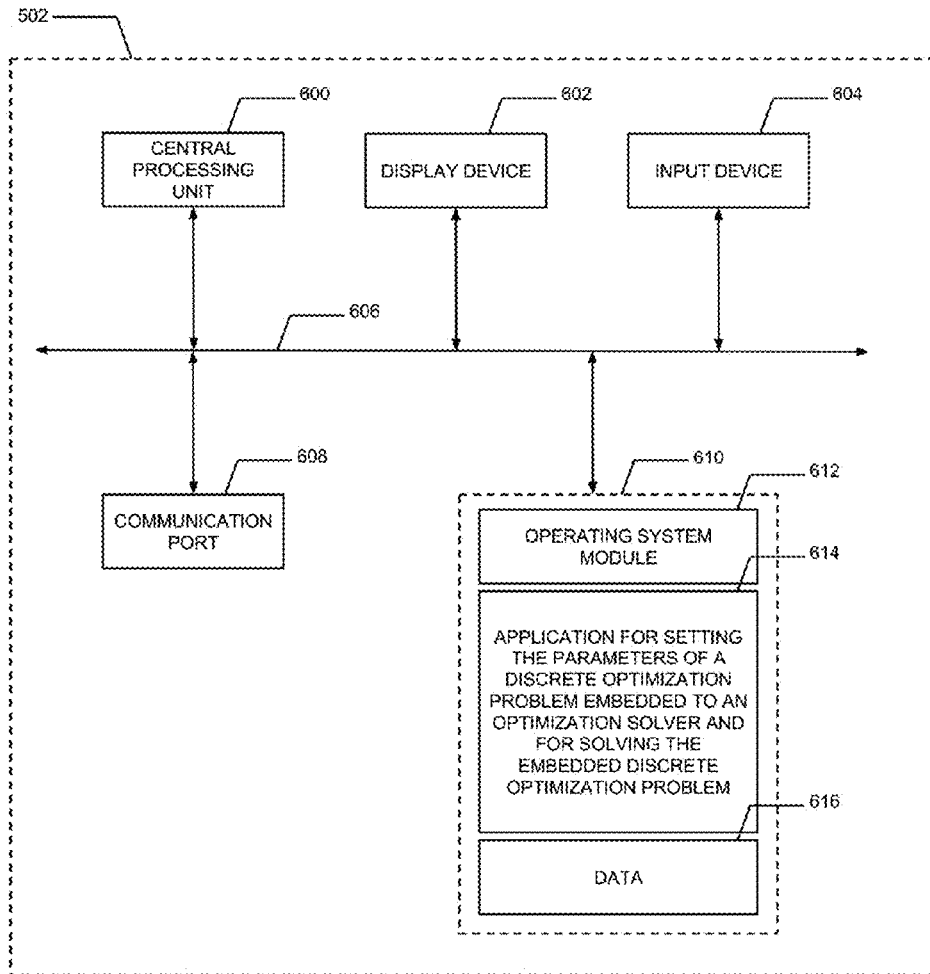 502
600
602
604
CENTRAL
PROCESSING
UNIT
DISPLAY DEVICE
INPUT DEVICE
606
608
610
612
COMMUNICATION
PORT
OPERATING SYSTEM
MODULE
614
APPLICATION FOR SETTING
THE PARAMETERS OF A
DISCRETE OPTIMIZATION
PROBLEM EMBEDDED TO AN
OPTIMIZATION SOLVER AND
FOR SOLVING THE
EMBEDDED DISCRETE
OPTIMIZATION PROBLEM
616
DATA